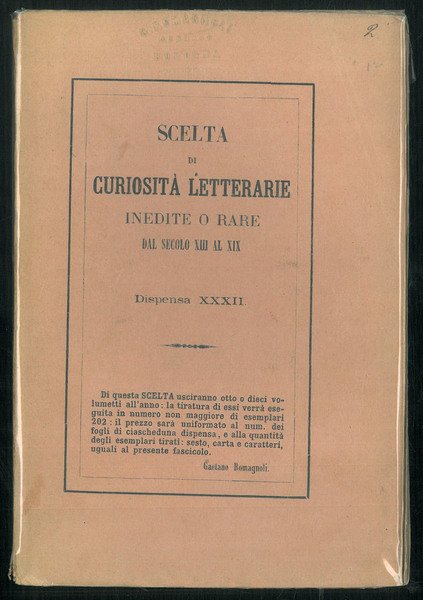 2
SCELTA
DI
CURIOSITÀ LETTERARIE
INEDITE O RARE
DAL SECOLO XIII AL XIX
Dispensa XXXII.
Di questa SCELTA usciranno otto o dieci vo-
lumetti all'anno: la tiratura di essi verrà ese-
guita in numero non maggiore di esemplari
202: il prezzo sarà uniformato al num. dei
fogli di ciascheduna dispensa, e alla quantità
degli esemplari tirati: sesto, carta e caratteri,
uguali al presente fascicolo.
Gaetano Romagnoli.